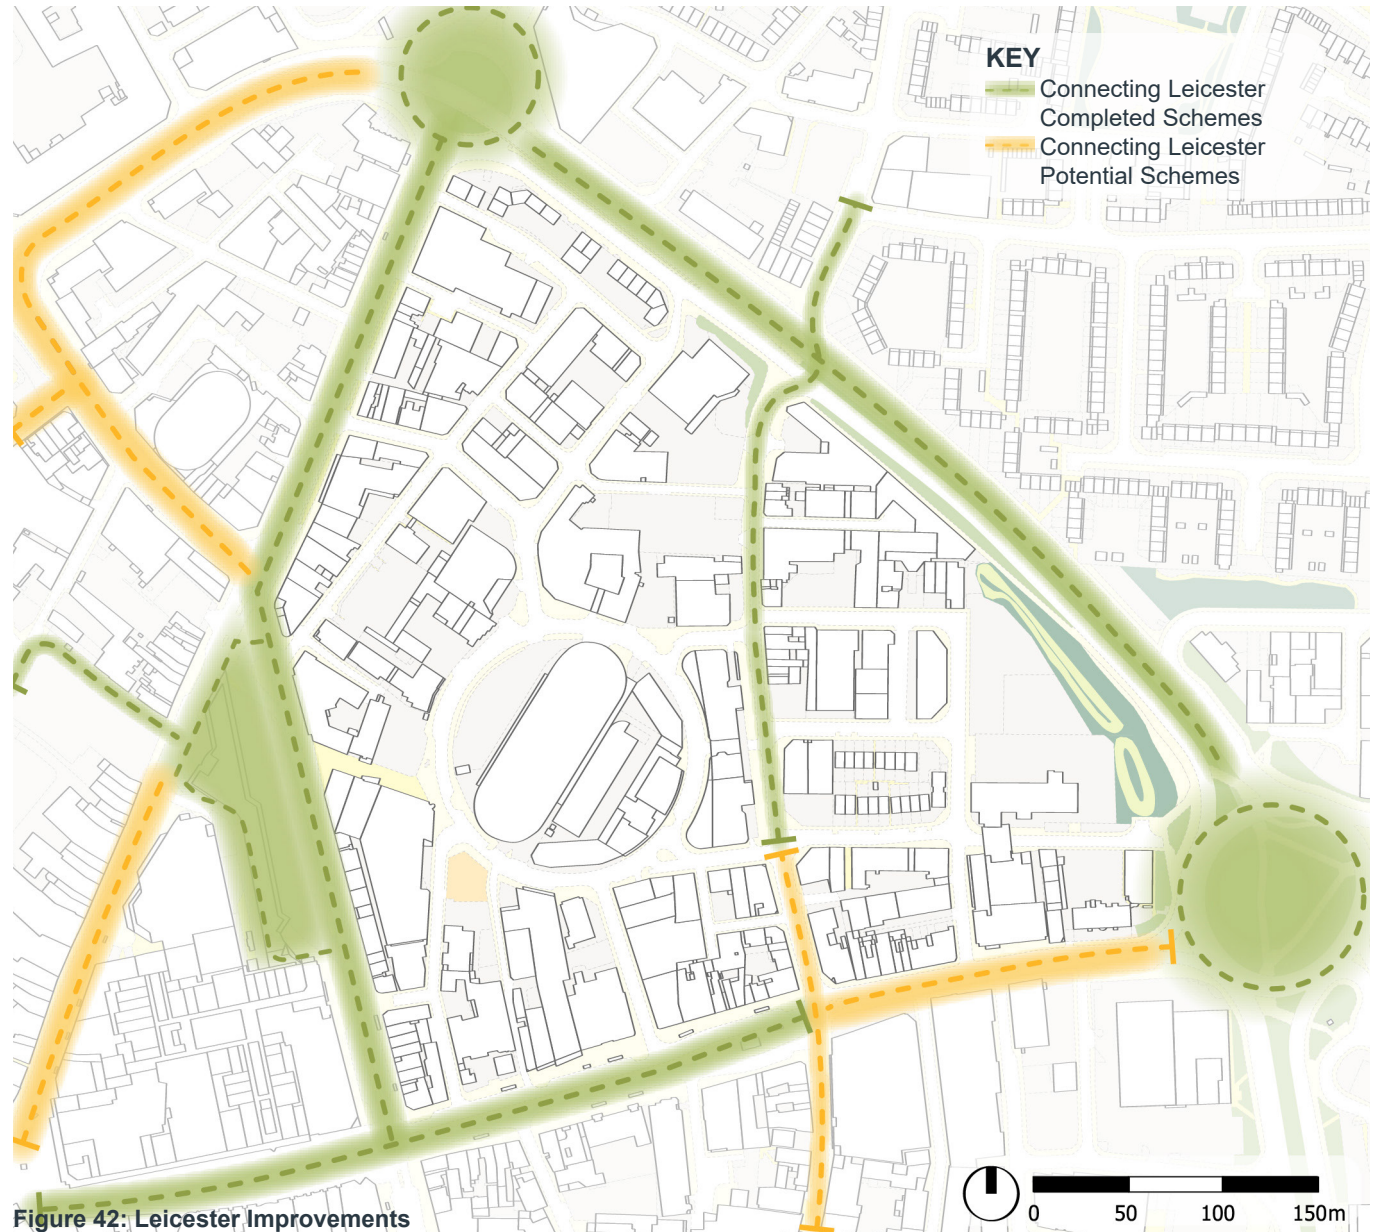 KEY
Connecting Leicester
Completed Schemes
Connecting Leicester
Potential Schemes
0 50 100 150m
Figure 42: Leicester Improvements